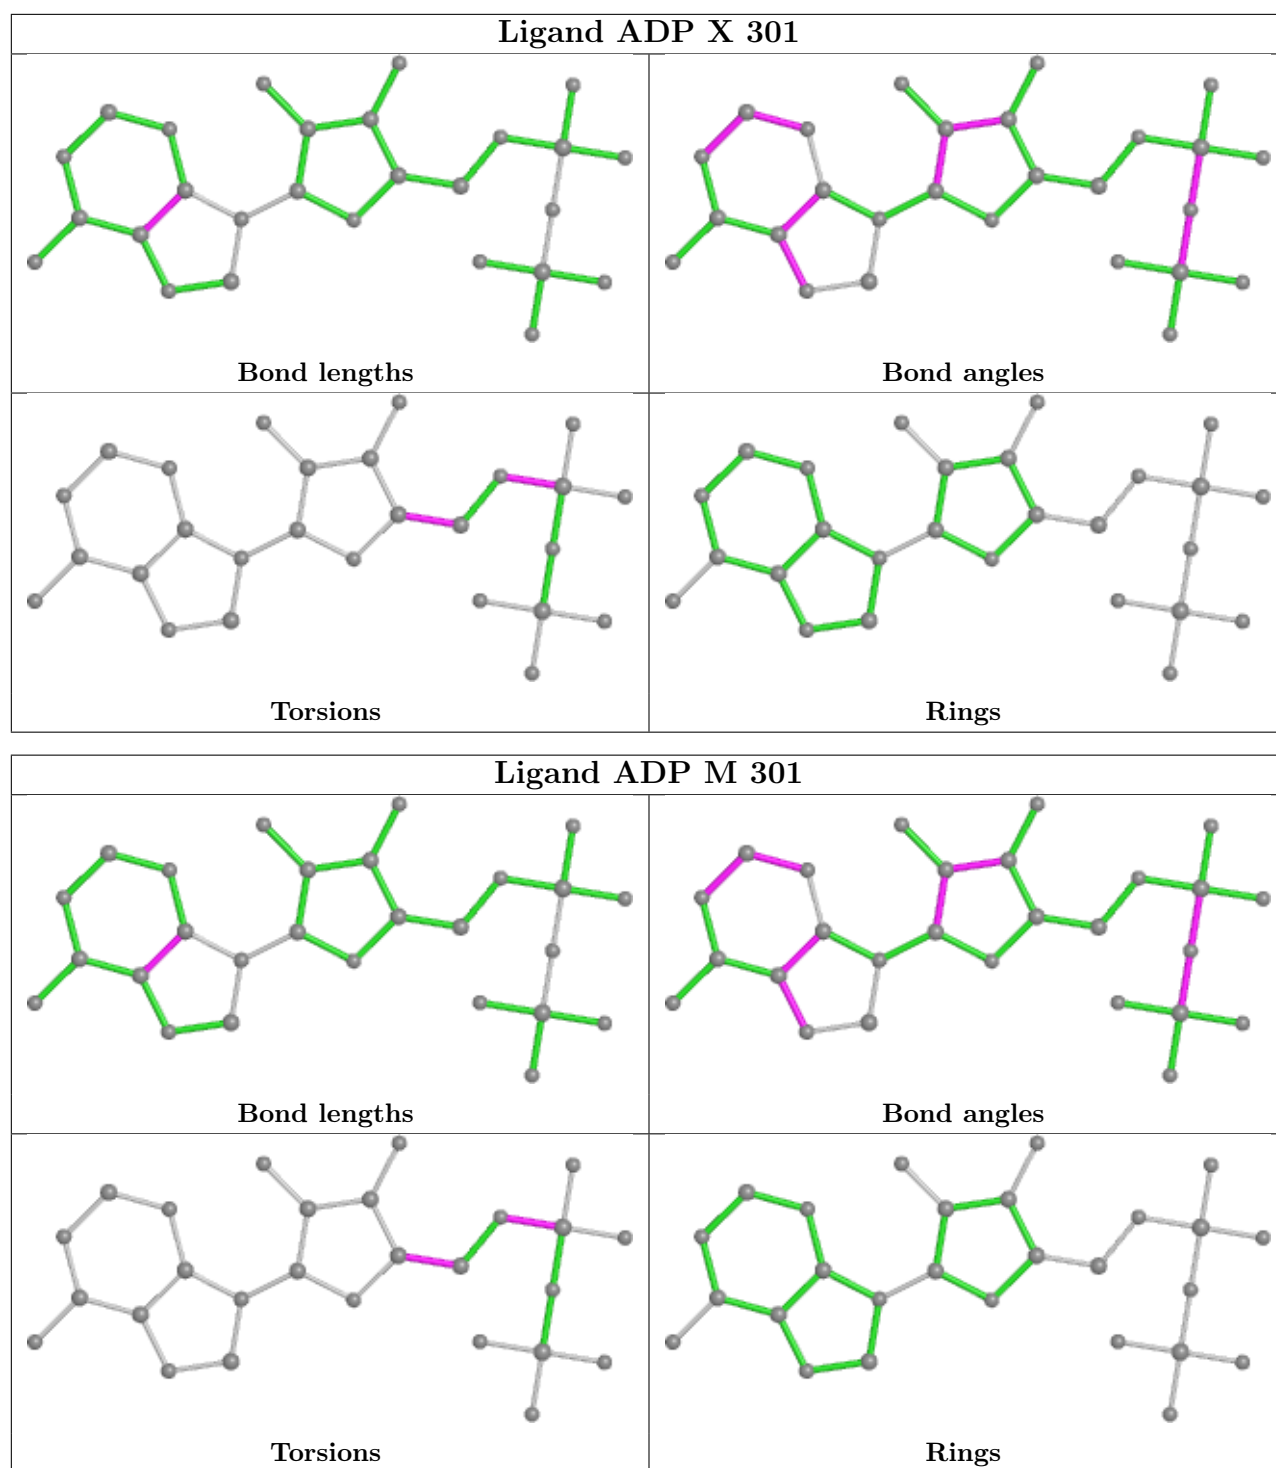 Ligand ADP X 301
Bond lengths
Bond angles
Torsions
Rings
Ligand ADP M 301
Bond lengths
Bond angles
Torsions
Rings